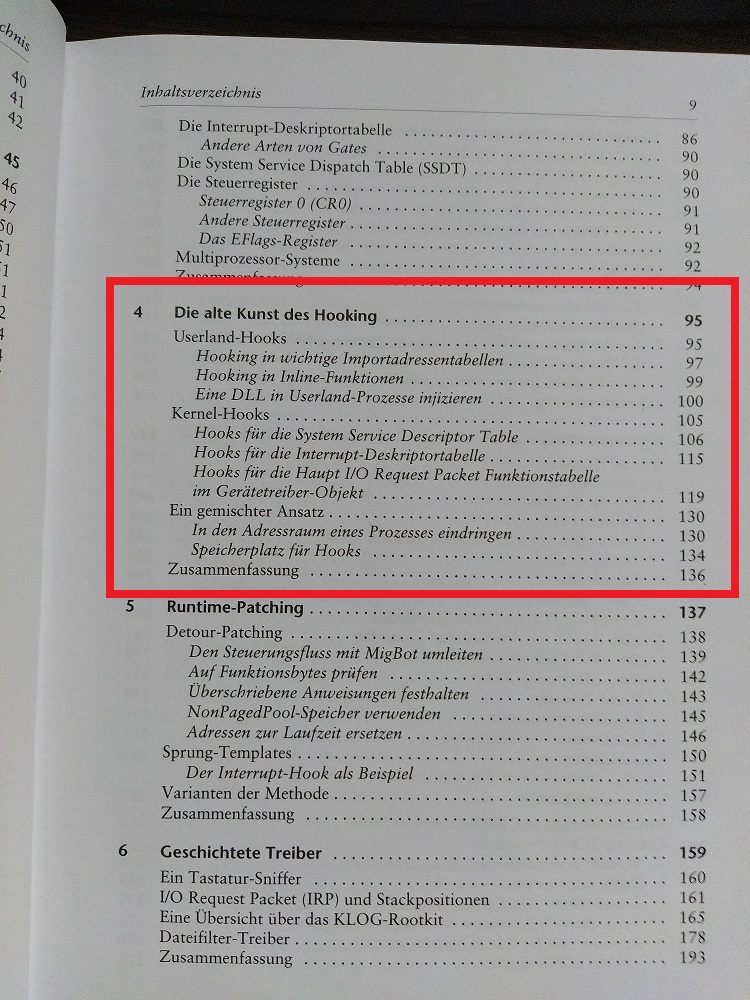 chnis
40
41
42
45
46
47
50
51
Inhaltsverzeichnis 9
Die Interrupt-Deskriptortabelle 86
Andere Arten von Gates 90
Die System Service Dispatch Table (SSDT) 90
Die Steuerregister 90
Steuerregister 0 (CR0) 91
Andere Steuerregister 91
Das EFlags-Register 92
Multiprozessor-Systeme 92
Zusammenfassung 94
4 Die alte Kunst des Hooking 95
Userland-Hooks 95
Hooking in wichtige Importadressentabellen 97
Hooking in Inline-Funktionen 99
Eine DLL in Userland-Prozesse injizieren 100
Kernel-Hooks 105
Hooks für die System Service Descriptor Table 106
Hooks für die Interrupt-Deskriptortabelle 115
Hooks für die Haupt I/O Request Packet Funktionstabelle
im Gerätetreiber-Objekt 119
Ein gemischter Ansatz 130
In den Adressraum eines Prozesses eindringen 130
Speicherplatz für Hooks 134
Zusammenfassung 136
5 Runtime-Patching 137
Detour-Patching 138
Den Steuerungsfluss mit MigBot umleiten 139
Auf Funktionsbytes prüfen 142
Überschriebene Anweisungen festhalten 143
NonPagedPool-Speicher verwenden 145
Adressen zur Laufzeit ersetzen 146
Sprung-Templates 150
Der Interrupt-Hook als Beispiel 151
Varianten der Methode 157
Zusammenfassung 158
6 Geschichtete Treiber 159
Ein Tastatur-Sniffer 160
I/O Request Packet (IRP) und Stackpositionen 161
Eine Übersicht über das KLOG-Rootkit 165
Dateifilter-Treiber 178
Zusammenfassung 193